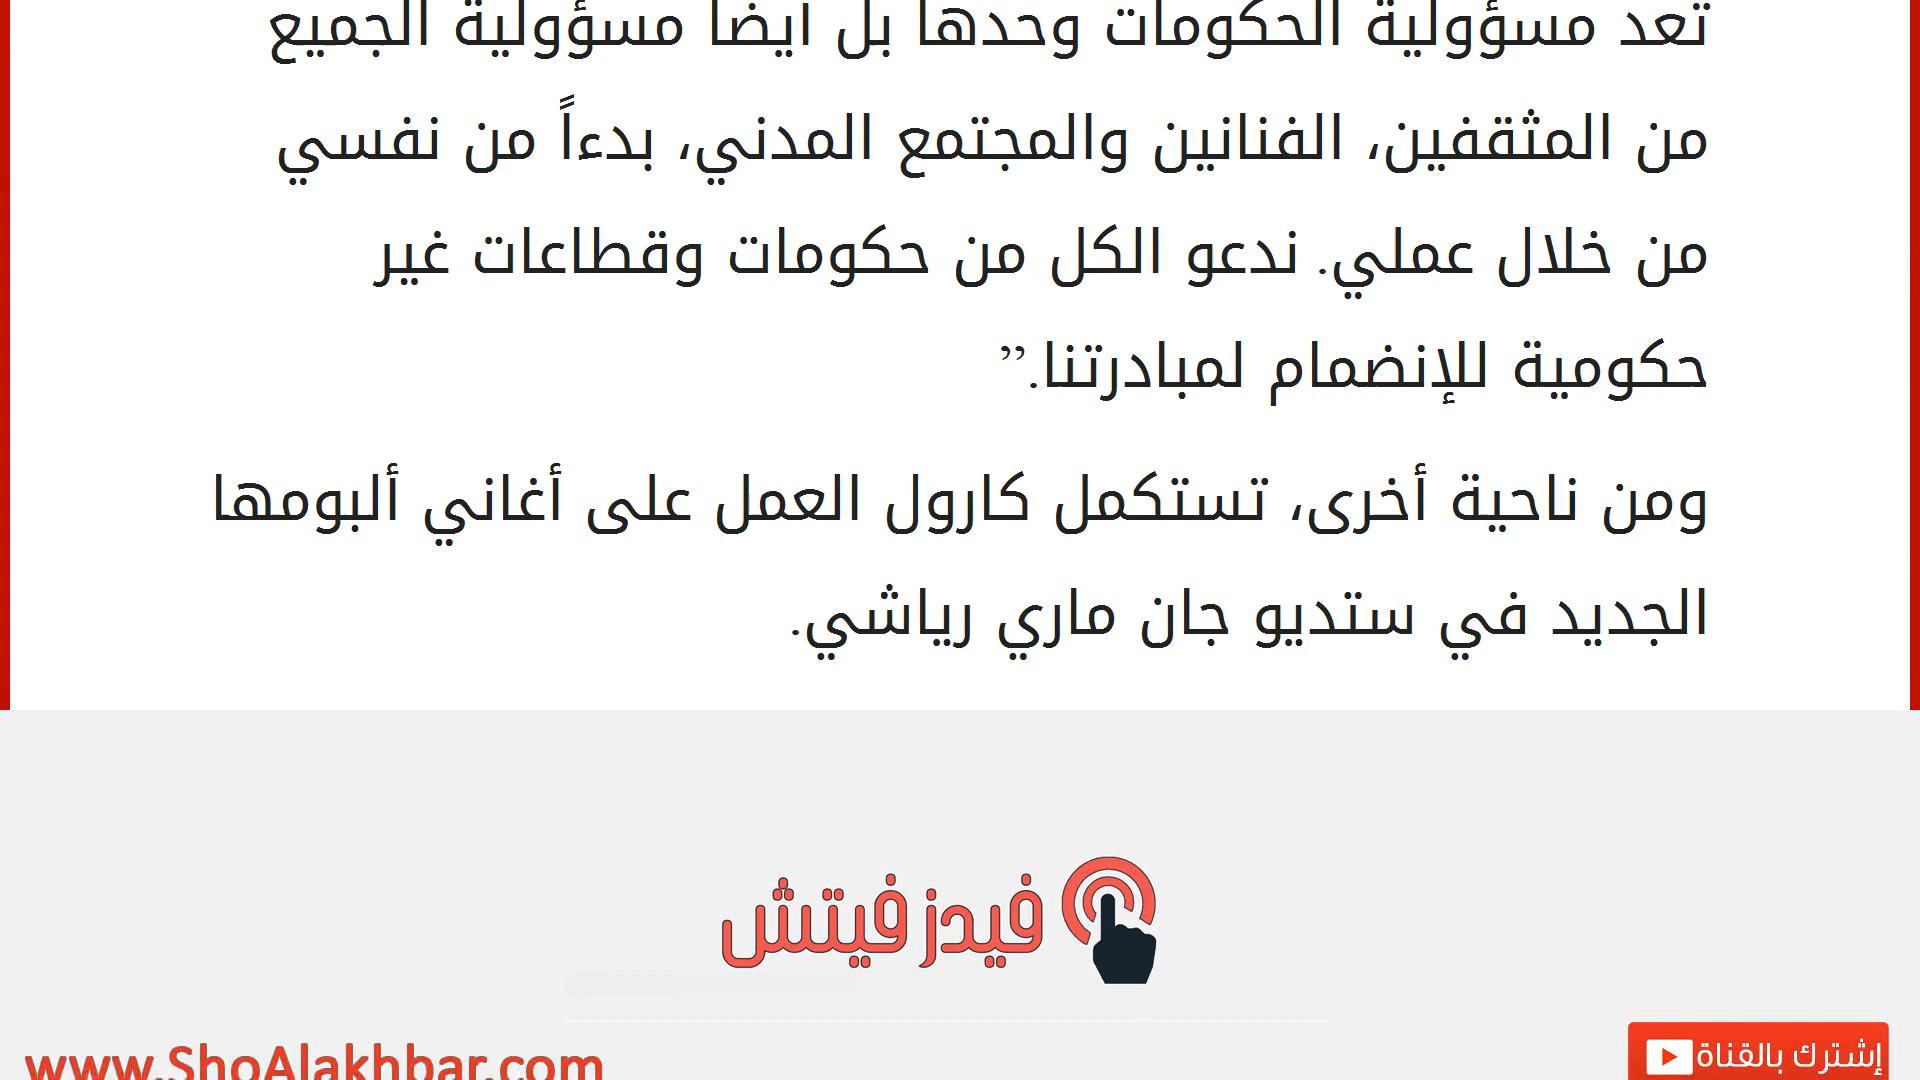 تعد مسؤولية الحكومات وحدها بل أيضا مسؤولية الجميع
من المثقفين، الفنانين والمجتمع المدني، بدءاً من نفسي
من خلال عملي. ندعو الكل من حكومات وقطاعات غير
حكومية للإنضمام لمبادرتنا.”
ومن ناحية أخرى، تستكمل كارول العمل على أغاني ألبومها
الجديد في ستديو جان ماري رياشي.
فيدز فيتش
www.ShoAlakhbar.com
إشترك بالقناة